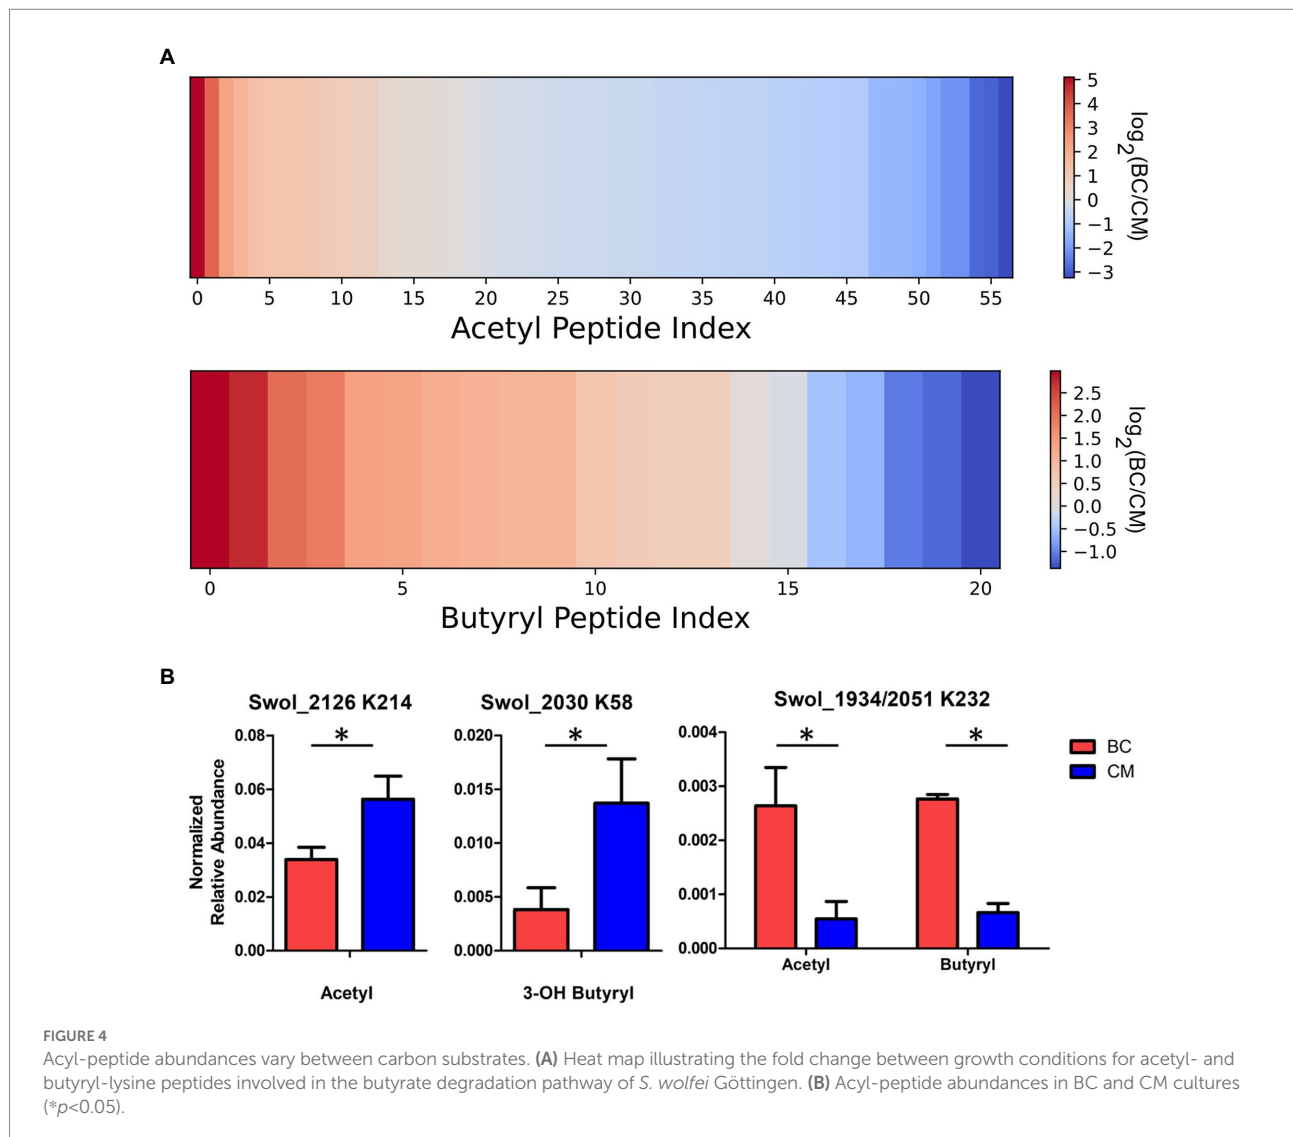 A
5
4
3
2
1
0
−1
−2
−3
log2(BC/CM)
0 5 10 15 20 25 30 35 40 45 50 55
Acetyl Peptide Index
2.5
2.0
1.5
1.0
0.5
0.0
−0.5
−1.0
log2(BC/CM)
0 5 10 15 20
Butyryl Peptide Index
B
Swol_2126 K214
Normalized
Relative Abundance
0.08
0.06
0.04
0.02
0.00
*
Acetyl
Swol_2030 K58
0.020
0.015
0.010
0.005
0.000
*
3-OH Butyryl
Swol_1934/2051 K232
0.004
0.003
0.002
0.001
0.000
* *
Acetyl Butyryl
BC
CM
FIGURE 4
Acyl-peptide abundances vary between carbon substrates. (A) Heat map illustrating the fold change between growth conditions for acetyl- and
butyryl-lysine peptides involved in the butyrate degradation pathway of S. wolfei Göttingen. (B) Acyl-peptide abundances in BC and CM cultures
(*p<0.05).